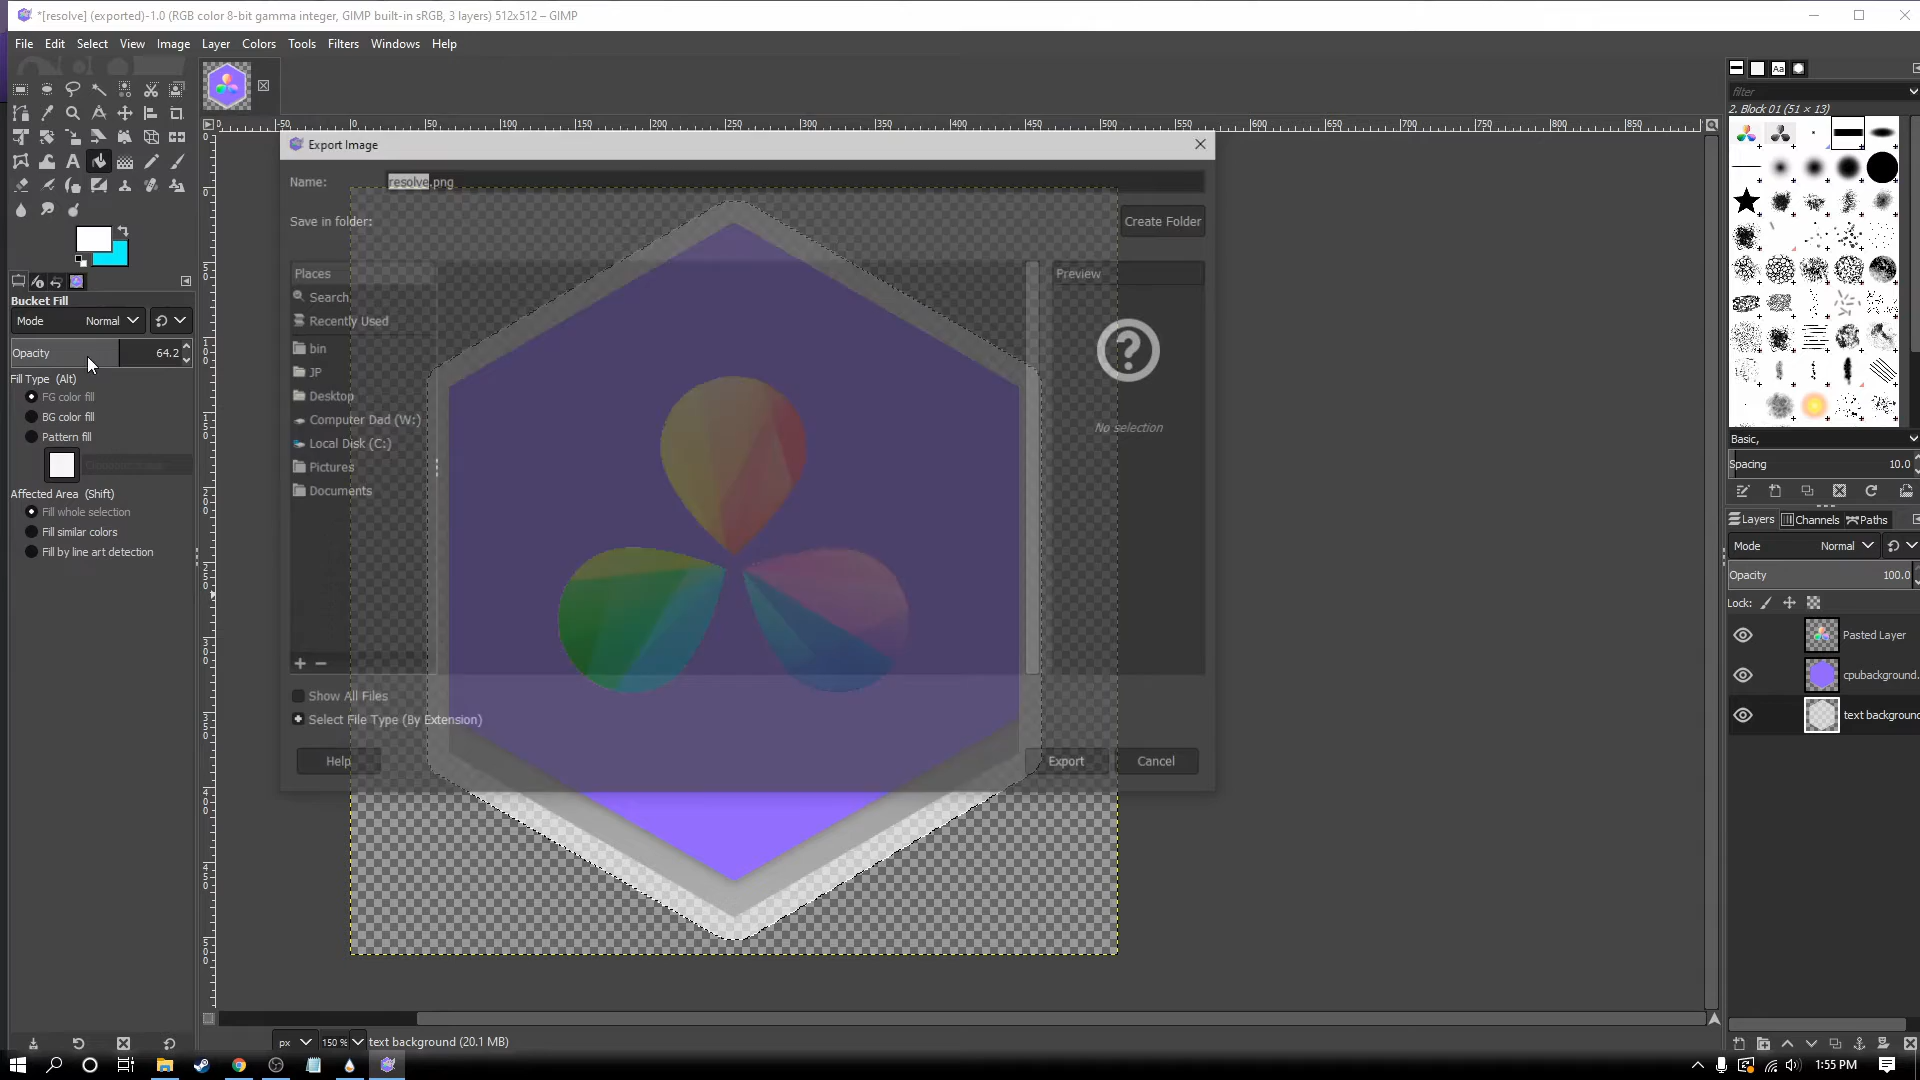 *[resolve] (exported)-1.0 (RGB color 8-bit gamma integer, GIMP built-in sRGB, 3 layers) 512x512 – GIMP
File Edit Select View Image Layer Colors Tools Filters Windows Help
filter
2. Block 01 (51 × 13)
Export Image
Name: resolve.png
Save in folder:
Create Folder
Places
Preview
Search
Recently Used
bin
JP
Desktop
Computer Dad (W:)
Local Disk (C:)
Pictures
Documents
No selection
Show All Files
Select File Type (By Extension)
Help
Export
Cancel
Bucket Fill
Mode Normal
Opacity 64.2
Fill Type (Alt)
FG color fill
BG color fill
Pattern fill
Affected Area (Shift)
Fill whole selection
Fill similar colors
Fill by line art detection
Basic,
Spacing 10.0
Layers Channels Paths
Mode Normal
Opacity 100.0
Lock:
Pasted Layer
cpubackground.
text background
px 150 % text background (20.1 MB)
1:55 PM